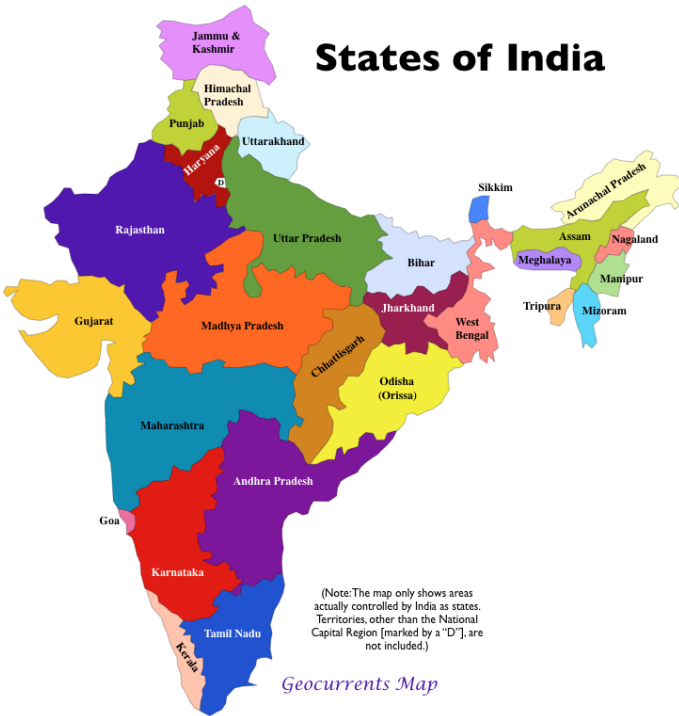 States of India
Jammu &
Kashmir
Himachal
Pradesh
Punjab
Uttarakhand
Haryana
D
Sikkim
Arunachal Pradesh
Rajasthan
Uttar Pradesh
Assam
Nagaland
Bihar
Meghalaya
Manipur
Gujarat
Madhya Pradesh
Jharkhand
West
Bengal
Tripura
Mizoram
Chhattisgarh
Odisha
(Orissa)
Maharashtra
Andhra Pradesh
Goa
Karnataka
Tamil Nadu
Kerala
(Note:The map only shows areas
actually controlled by India as states.
Territories, other than the National
Capital Region [marked by a "D"], are
not included.)
Geocurrents Map